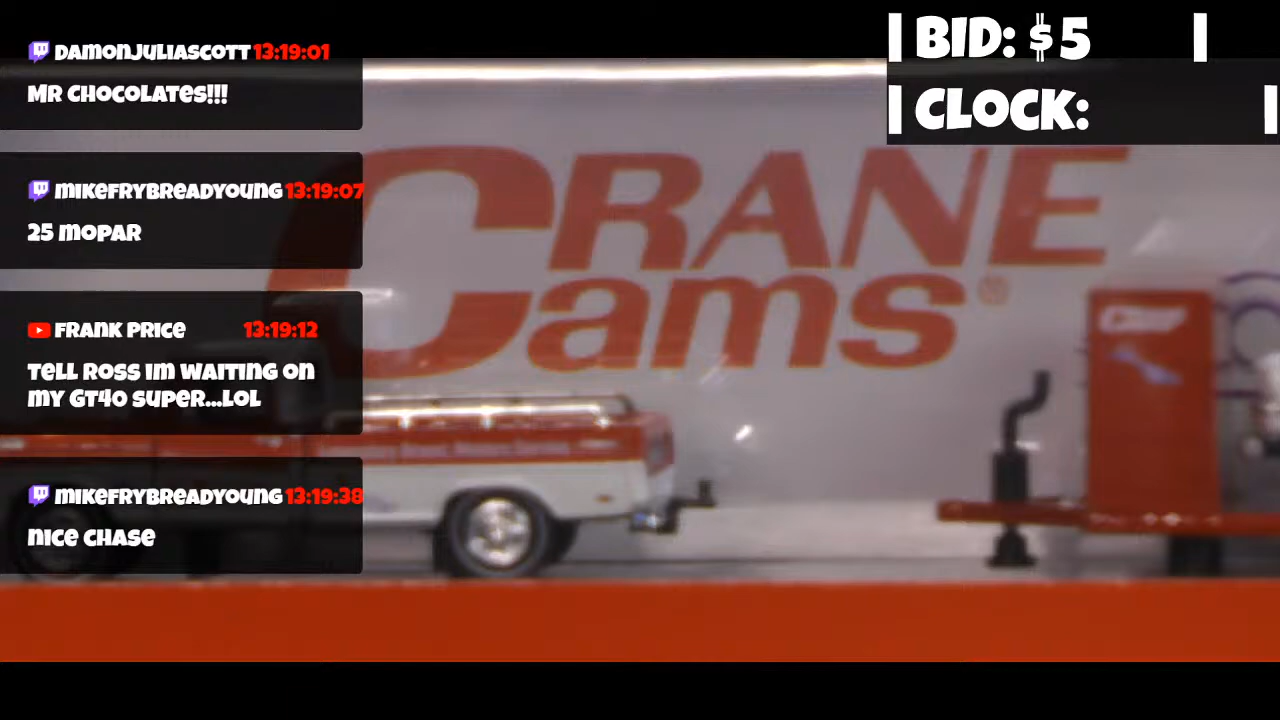 DAMONJULIASCOTT 13:19:01
MR CHOCOLATES!!!
MIKEFRYBREADYOUNG 13:19:07
25 MOPAR
FRANK PRICE 13:19:12
TELL ROSS IM WAITING ON
MY GT40 SUPER...LOL
MIKEFRYBREADYOUNG 13:19:38
NICE CHASE
| BID: $5 |
| CLOCK: |
CRANE
Cams®
Crane